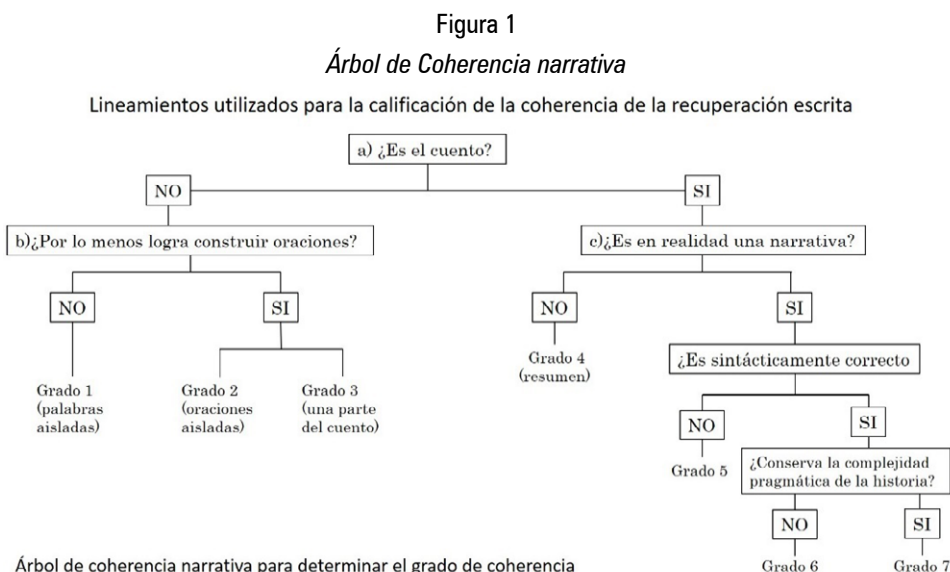 Figura 1
Árbol de Coherencia narrativa
Lineamientos utilizados para la calificación de la coherencia de la recuperación escrita
a) ¿Es el cuento?
NO
SI
b)¿Por lo menos logra construir oraciones?
c)¿Es en realidad una narrativa?
NO
SI
NO
SI
Grado 1
(palabras
aisladas)
Grado 2
(oraciones
aisladas)
Grado 3
(una parte
del cuento)
Grado 4
(resumen)
¿Es sintácticamente correcto
NO
SI
Grado 5
¿Conserva la complejidad
pragmática de la historia?
NO
SI
Grado 6
Grado 7
Árbol de coherencia narrativa para determinar el grado de coherencia